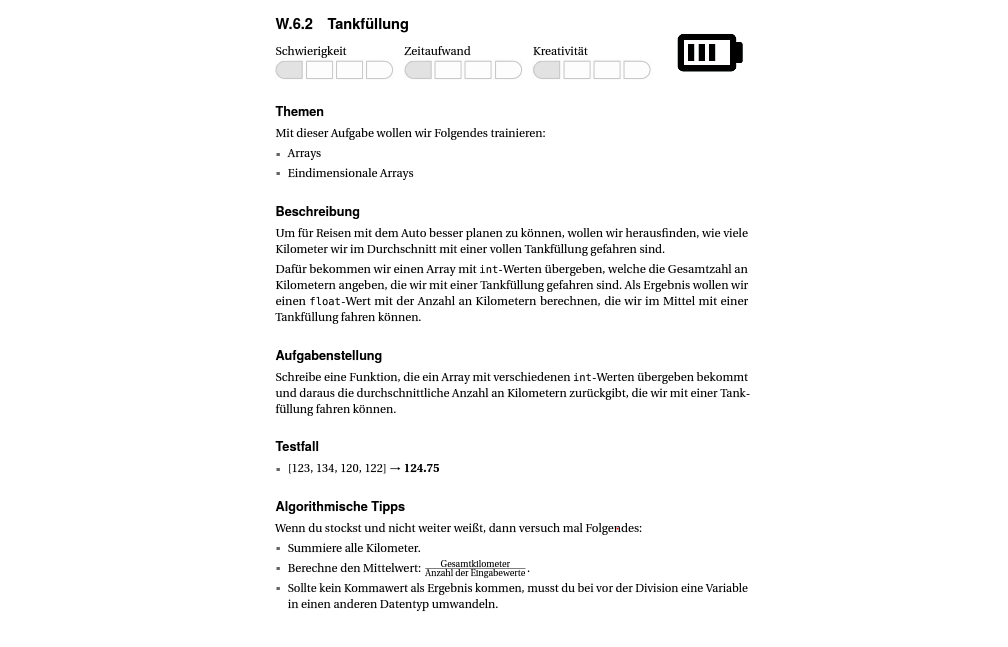 W.6.2 Tankfüllung
Schwierigkeit Zeitaufwand Kreativität
Themen
Mit dieser Aufgabe wollen wir Folgendes trainieren:
▪ Arrays
▪ Eindimensionale Arrays
Beschreibung
Um für Reisen mit dem Auto besser planen zu können, wollen wir herausfinden, wie viele
Kilometer wir im Durchschnitt mit einer vollen Tankfüllung gefahren sind.
Dafür bekommen wir einen Array mit int-Werten übergeben, welche die Gesamtzahl an
Kilometern angeben, die wir mit einer Tankfüllung gefahren sind. Als Ergebnis wollen wir
einen float-Wert mit der Anzahl an Kilometern berechnen, die wir im Mittel mit einer
Tankfüllung fahren können.
Aufgabenstellung
Schreibe eine Funktion, die ein Array mit verschiedenen int-Werten übergeben bekommt
und daraus die durchschnittliche Anzahl an Kilometern zurückgibt, die wir mit einer Tank-
füllung fahren können.
Testfall
▪ [123, 134, 120, 122] → 124.75
Algorithmische Tipps
Wenn du stockst und nicht weiter weißt, dann versuch mal Folgendes:
▪ Summiere alle Kilometer.
▪ Berechne den Mittelwert: Gesamtkilometer / Anzahl der Eingabewerte.
▪ Sollte kein Kommawert als Ergebnis kommen, musst du bei vor der Division eine Variable
in einen anderen Datentyp umwandeln.